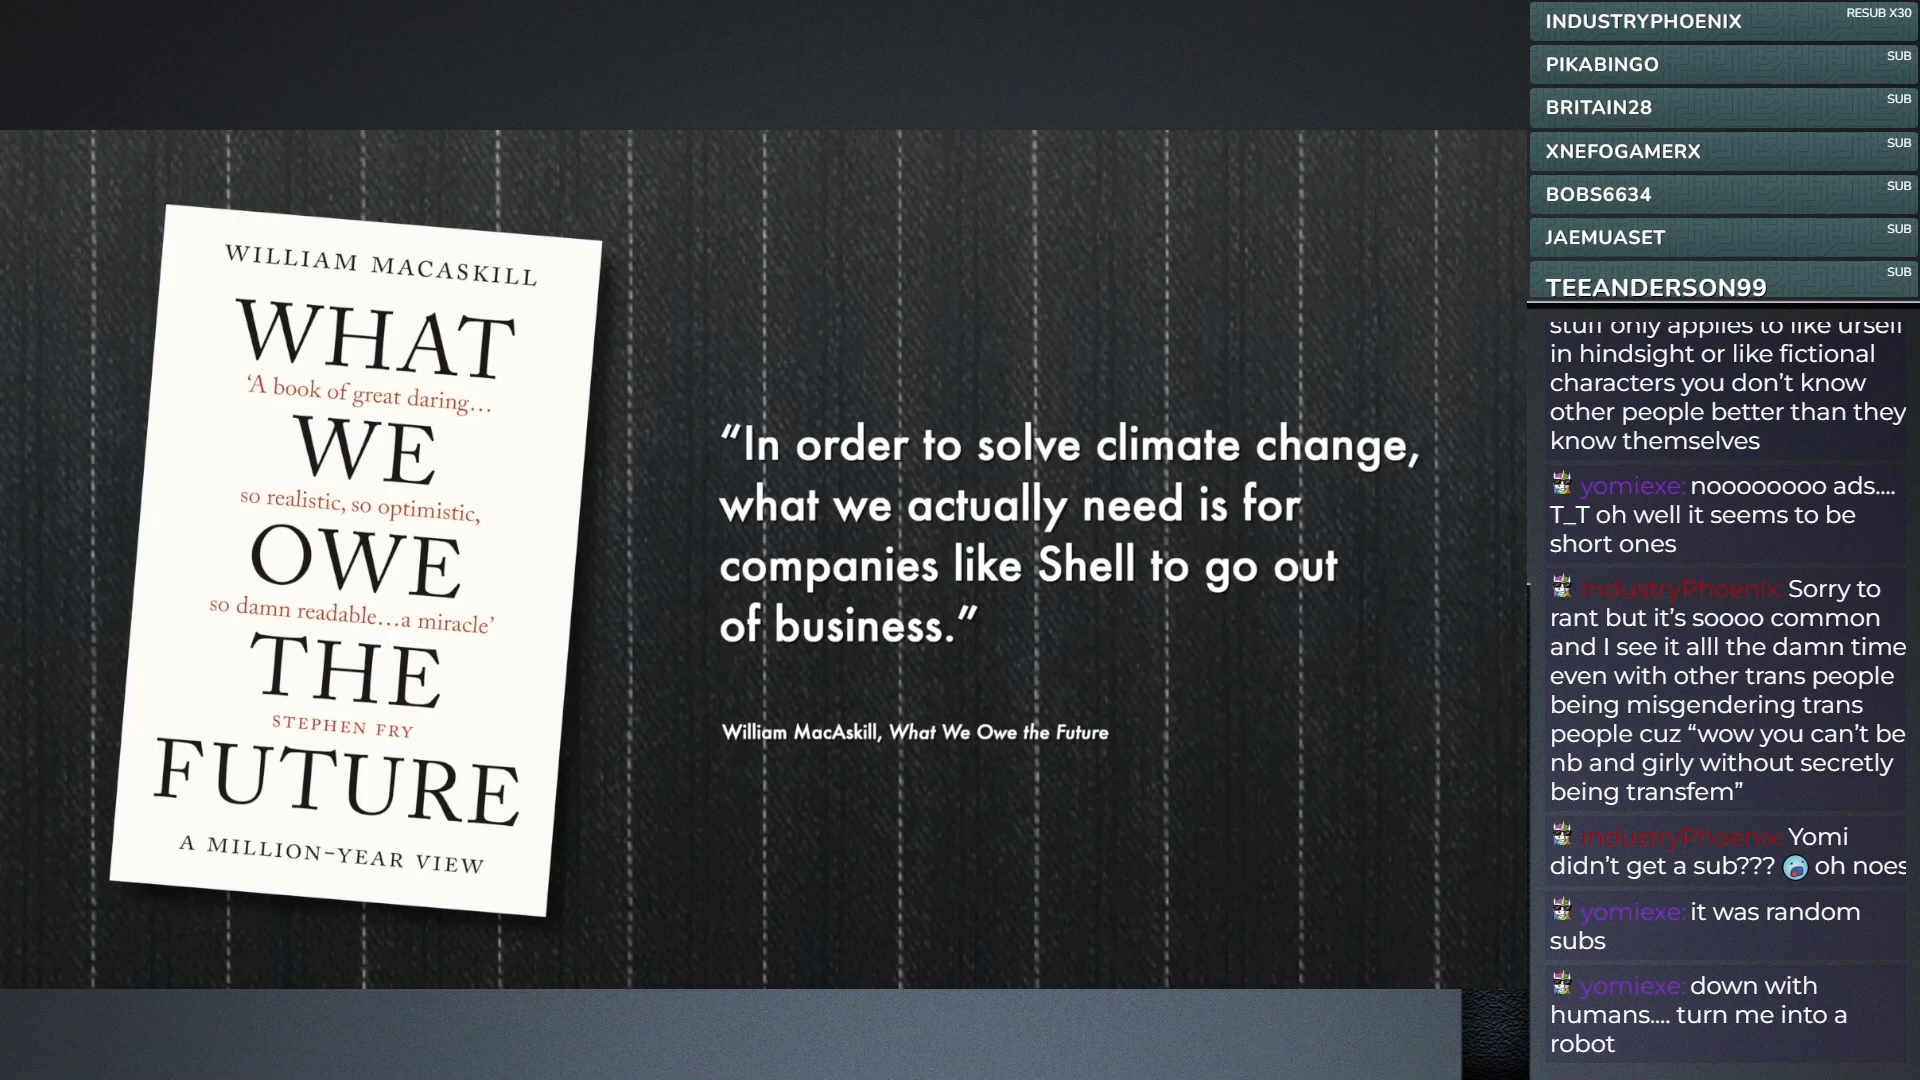 WILLIAM MACASKILL
WHAT
‘A book of great daring…
WE
so realistic, so optimistic,
OWE
so damn readable…a miracle’
THE
STEPHEN FRY
FUTURE
A MILLION-YEAR VIEW
“In order to solve climate change,
what we actually need is for
companies like Shell to go out
of business.”
William MacAskill, What We Owe the Future
INDUSTRYPHOENIX RESUB X30
PIKABINGO SUB
BRITAIN28 SUB
XNEFOGAMERX SUB
BOBS6634 SUB
JAEMUASET SUB
TEEANDERSON99 SUB
stuff only applies to like urself
in hindsight or like fictional
characters you don’t know
other people better than they
know themselves
yomiexe: noooooooo ads....
T_T oh well it seems to be
short ones
IndustryPhoenix: Sorry to
rant but it’s soooo common
and I see it alll the damn time
even with other trans people
being misgendering trans
people cuz “wow you can’t be
nb and girly without secretly
being transfem”
IndustryPhoenix: Yomi
didn’t get a sub??? oh noes
yomiexe: it was random
subs
yomiexe: down with
humans.... turn me into a
robot